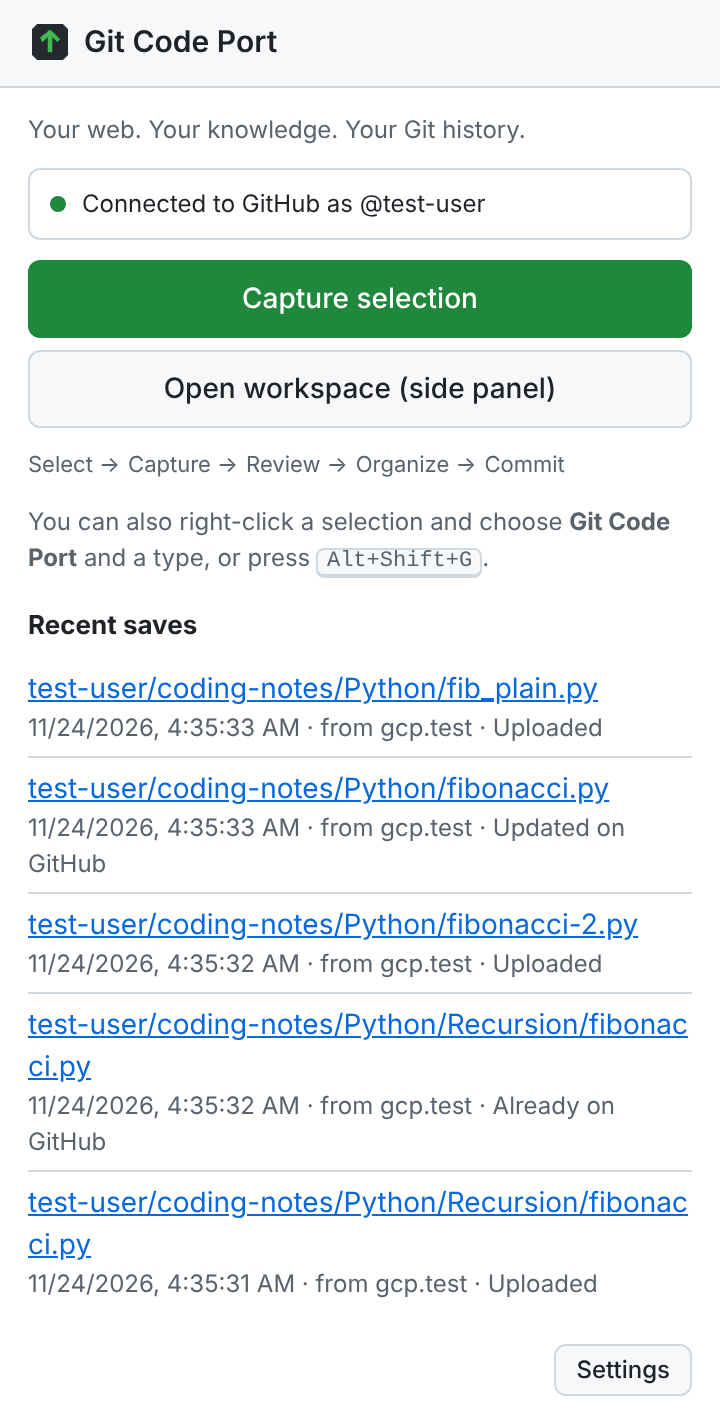 Git Code Port
Your web. Your knowledge. Your Git history.
Connected to GitHub as @test-user
Capture selection
Open workspace (side panel)
Select → Capture → Review → Organize → Commit
You can also right-click a selection and choose Git Code
Port and a type, or press Alt+Shift+G.
Recent saves
test-user/coding-notes/Python/fib_plain.py
11/24/2026, 4:35:33 AM · from gcp.test · Uploaded
test-user/coding-notes/Python/fibonacci.py
11/24/2026, 4:35:33 AM · from gcp.test · Updated on
GitHub
test-user/coding-notes/Python/fibonacci-2.py
11/24/2026, 4:35:32 AM · from gcp.test · Uploaded
test-user/coding-notes/Python/Recursion/fibonac
ci.py
11/24/2026, 4:35:32 AM · from gcp.test · Already on
GitHub
test-user/coding-notes/Python/Recursion/fibonac
ci.py
11/24/2026, 4:35:31 AM · from gcp.test · Uploaded
Settings